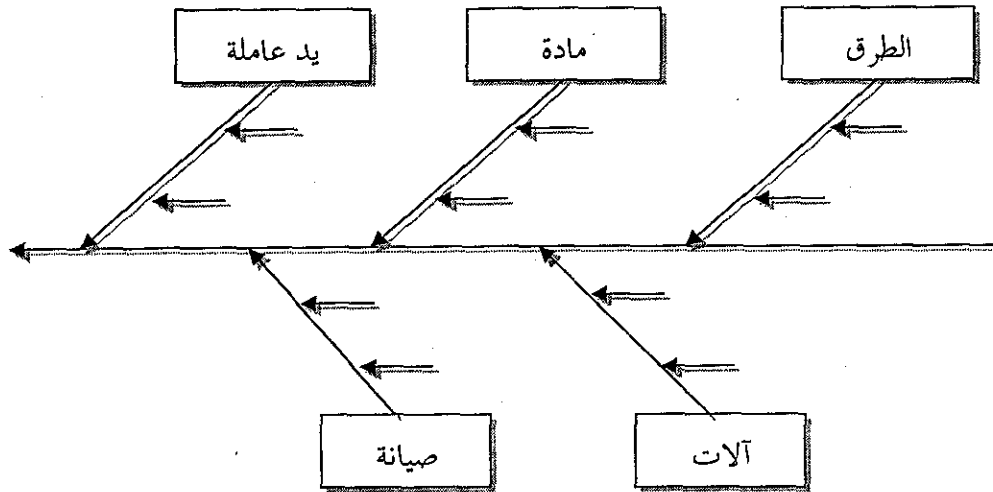 الطرق
مادة
يد عاملة
آلات
صيانة